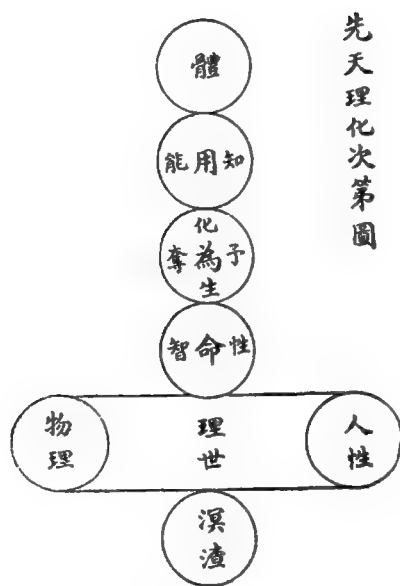 先天理化次第圖
體
知用能
化
予為奪
生
性命智
人性
理世
物理
溟渣